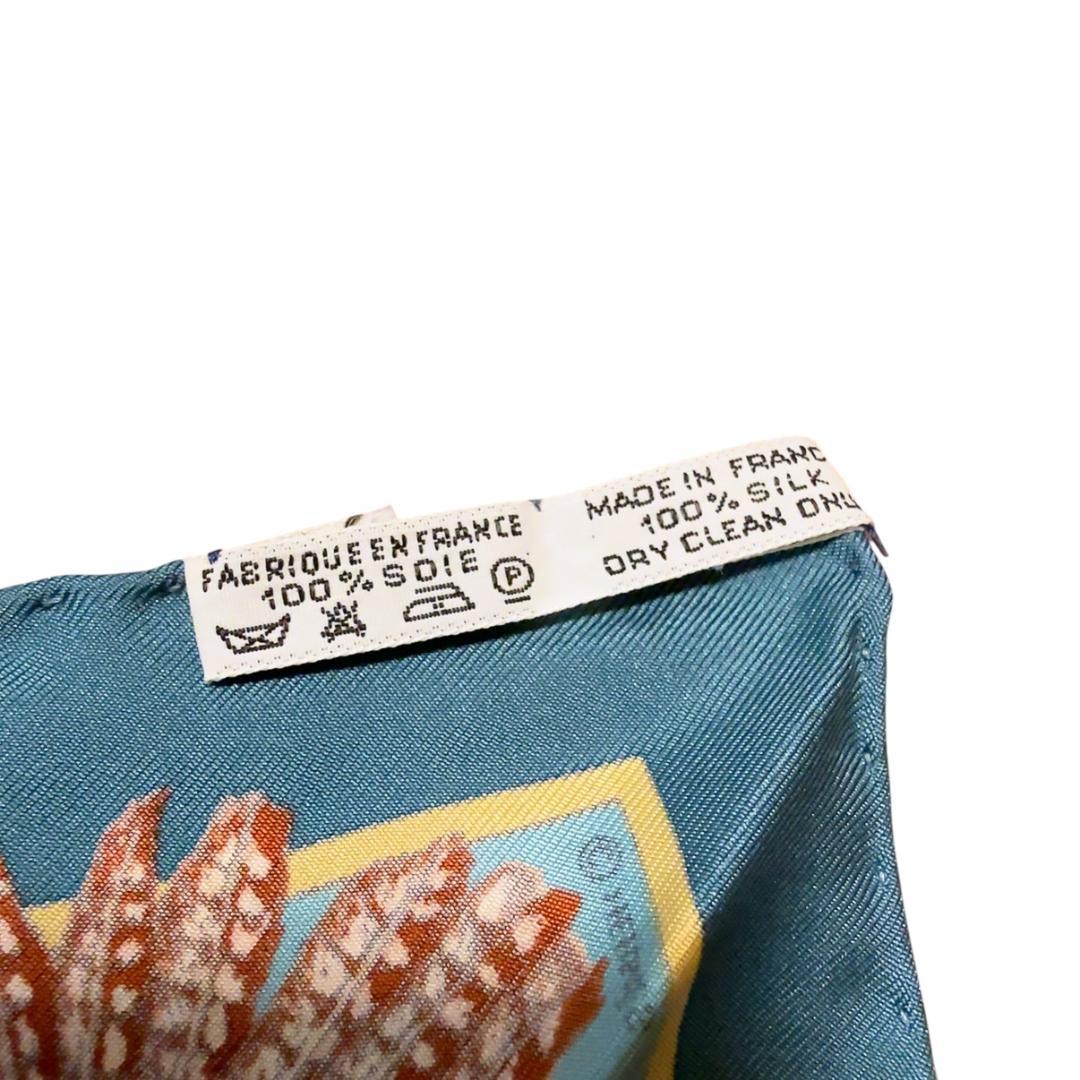 FABRIQUE EN FRANCE
100% SOIE
P
MADE IN FRANC
100% SILK
DRY CLEAN ONL
©